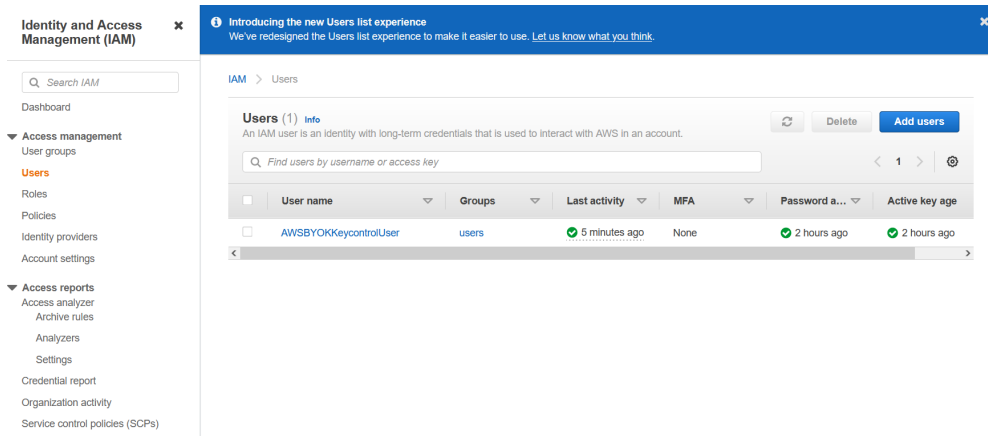 Identity and Access
Management (IAM)
Search IAM
Dashboard
Access management
User groups
Users
Roles
Policies
Identity providers
Account settings
Access reports
Access analyzer
Archive rules
Analyzers
Settings
Credential report
Organization activity
Service control policies (SCPs)
Introducing the new Users list experience
We've redesigned the Users list experience to make it easier to use. Let us know what you think.
IAM > Users
Users (1) Info
An IAM user is an identity with long-term credentials that is used to interact with AWS in an account.
Delete
Add users
Find users by username or access key
1
User name Groups Last activity MFA Password a... Active key age
AWSBYOKKeycontrolUser users 5 minutes ago None 2 hours ago 2 hours ago